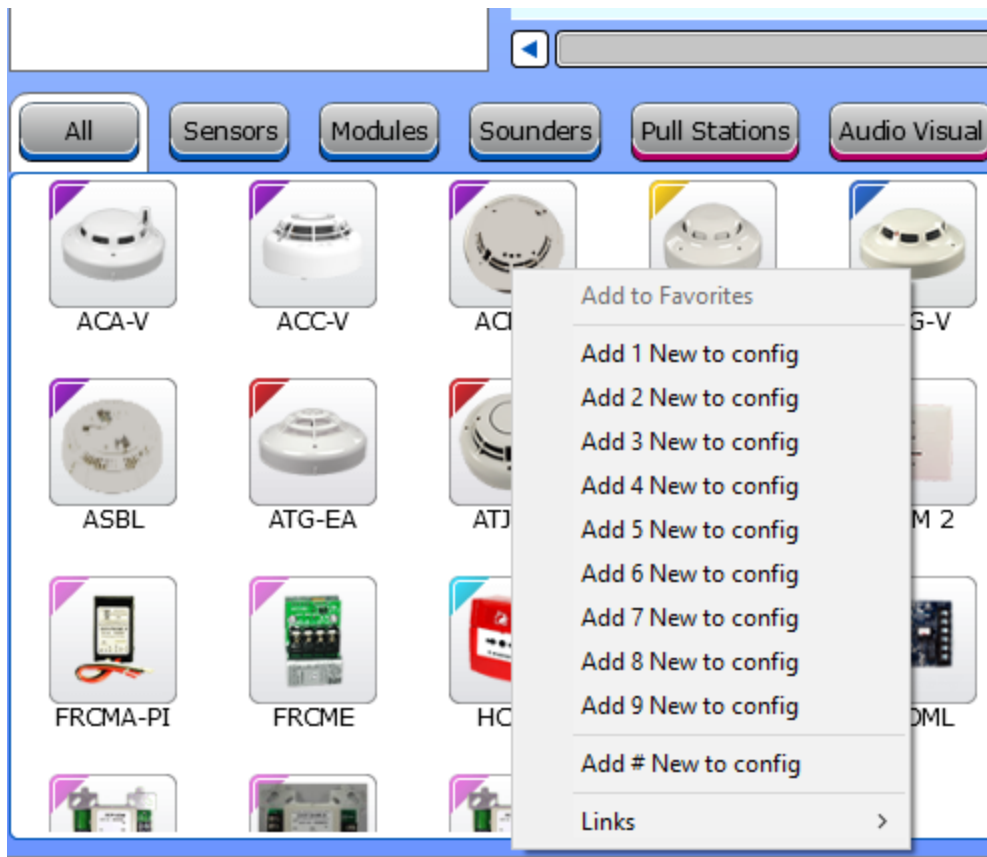 All
Sensors
Modules
Sounders
Pull Stations
Audio Visual
ACA-V
ACC-V
G-V
Add to Favorites
Add 1 New to config
Add 2 New to config
Add 3 New to config
Add 4 New to config
Add 5 New to config
Add 6 New to config
Add 7 New to config
Add 8 New to config
Add 9 New to config
Add # New to config
Links
ASBL
ATG-EA
ATJ
M 2
FRCMA-PI
FRCME
HC